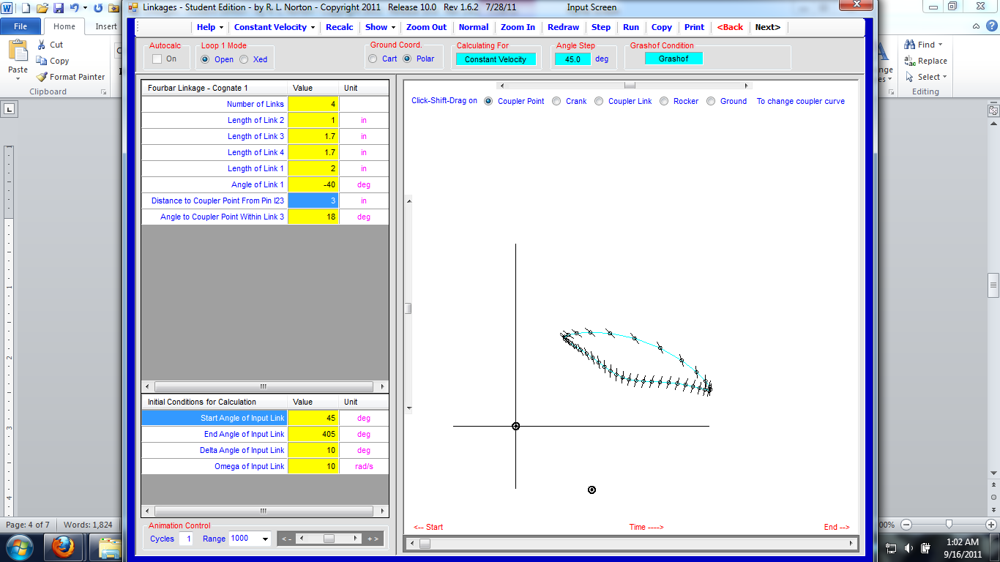 Linkages - Student Edition - by R. L. Norton - Copyright 2011 Release 10.0 Rev 1.6.2 7/28/11 Input Screen
File Home Insert
Help Constant Velocity Recalc Show Zoom Out Normal Zoom In Redraw Step Run Copy Print <Back Next>
Paste
Cut
Copy
Format Painter
Clipboard
Find
Replace
Select
Editing
Autocalc
On
Loop 1 Mode
Open Xed
Ground Coord.
Cart Polar
Calculating For
Constant Velocity
Angle Step
45.0 deg
Grashof Condition
Grashof
Fourbar Linkage - Cognate 1 Value Unit
Number of Links 4
Length of Link 2 1 in
Length of Link 3 1.7 in
Length of Link 4 1.7 in
Length of Link 1 2 in
Angle of Link 1 -40 deg
Distance to Coupler Point From Pin I23 3 in
Angle to Coupler Point Within Link 3 18 deg
Click-Shift-Drag on Coupler Point Crank Coupler Link Rocker Ground To change coupler curve
Initial Conditions for Calculation Value Unit
Start Angle of Input Link 45 deg
End Angle of Input Link 405 deg
Delta Angle of Input Link 10 deg
Omega of Input Link 10 rad/s
Animation Control
Cycles 1 Range 1000 < - + >
<-- Start Time ----> End -->
1
2
3
4
Page: 4 of 7 Words: 1,824
00%
1:02 AM
9/16/2011